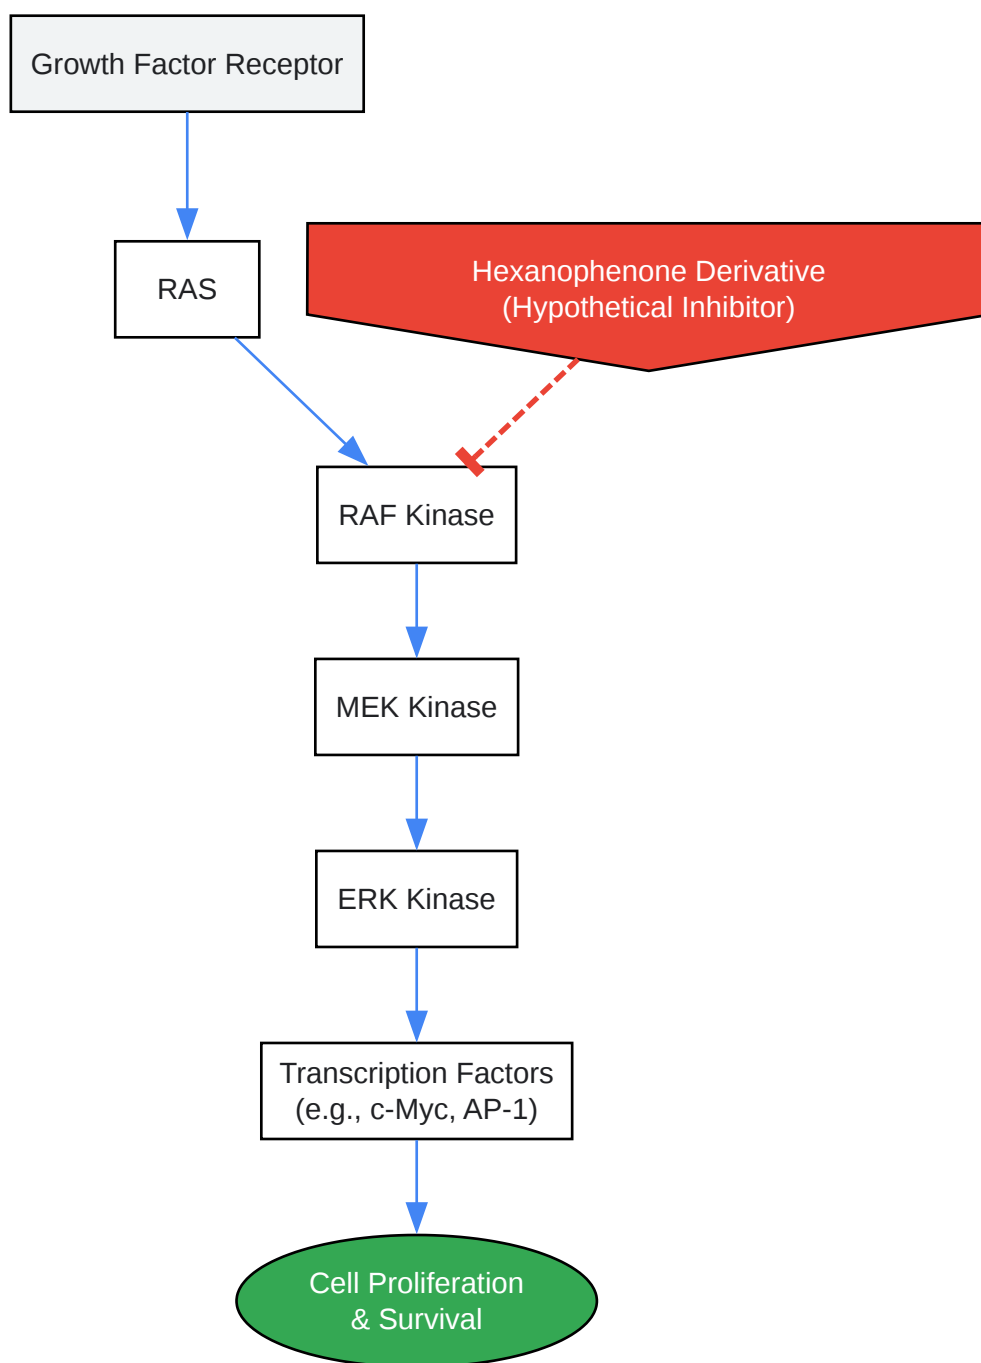 Growth Factor Receptor
RAS
Hexanophenone Derivative
(Hypothetical Inhibitor)
RAF Kinase
MEK Kinase
ERK Kinase
Transcription Factors
(e.g., c-Myc, AP-1)
Cell Proliferation
& Survival